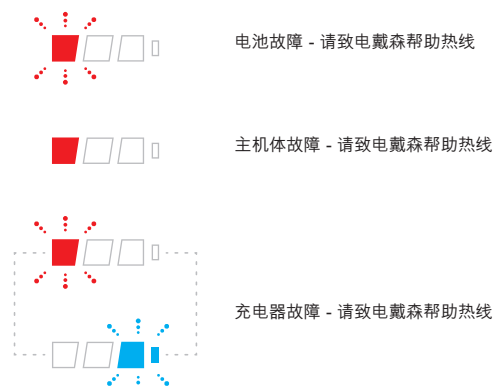 电池故障 - 请致电戴森帮助热线
主机体故障 - 请致电戴森帮助热线
充电器故障 - 请致电戴森帮助热线